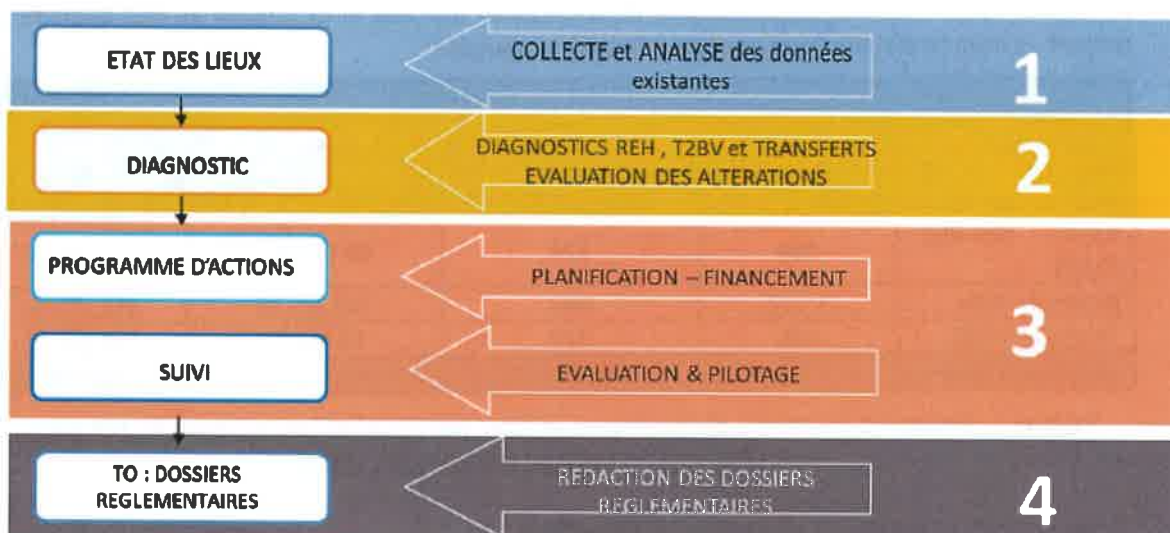 ETAT DES LIEUX
COLLECTE et ANALYSE des données
existantes
1
DIAGNOSTIC
DIAGNOSTICS REH , T2BV et TRANSFERTS
EVALUATION DES ALTERATIONS
2
PROGRAMME D'ACTIONS
PLANIFICATION – FINANCEMENT
3
SUIVI
EVALUATION & PILOTAGE
TO : DOSSIERS
REGLEMENTAIRES
REDACTION DES DOSSIERS
REGLEMENTAIRES
4